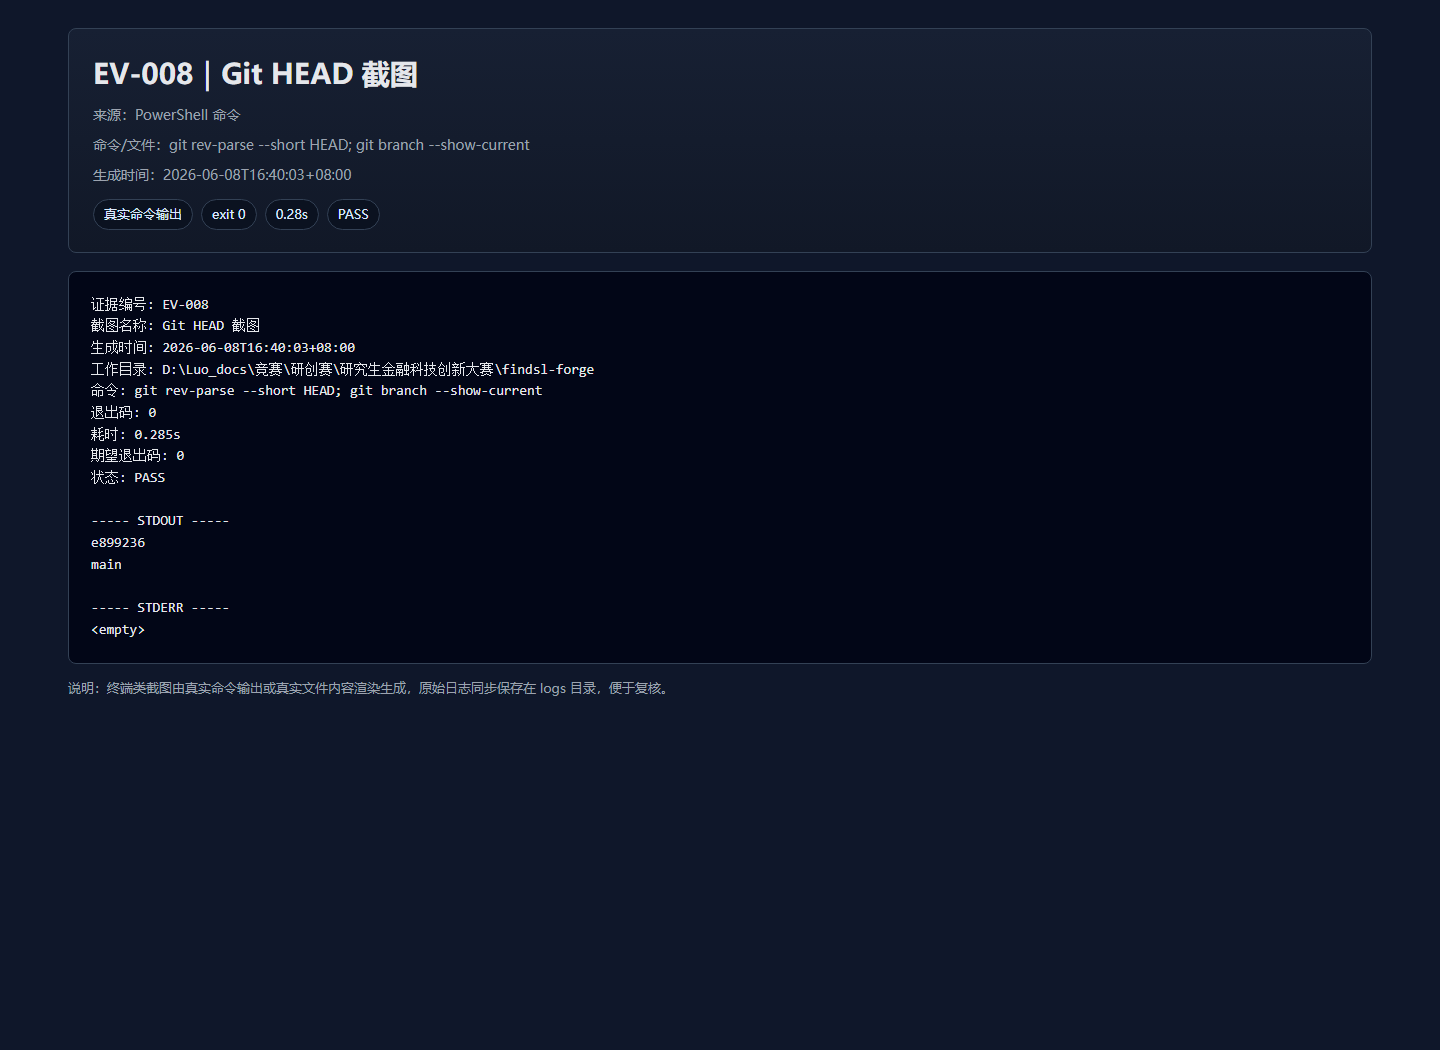 EV-008 | Git HEAD 截图
来源：PowerShell 命令
命令/文件：git rev-parse --short HEAD; git branch --show-current
生成时间：2026-06-08T16:40:03+08:00
真实命令输出 exit 0 0.28s PASS
证据编号: EV-008
截图名称: Git HEAD 截图
生成时间: 2026-06-08T16:40:03+08:00
工作目录: D:\Luo_docs\竞赛\研创赛\研究生金融科技创新大赛\findsl-forge
命令: git rev-parse --short HEAD; git branch --show-current
退出码: 0
耗时: 0.285s
期望退出码: 0
状态: PASS
----- STDOUT -----
e899236
main
----- STDERR -----
<empty>
说明：终端类截图由真实命令输出或真实文件内容渲染生成，原始日志同步保存在 logs 目录，便于复核。